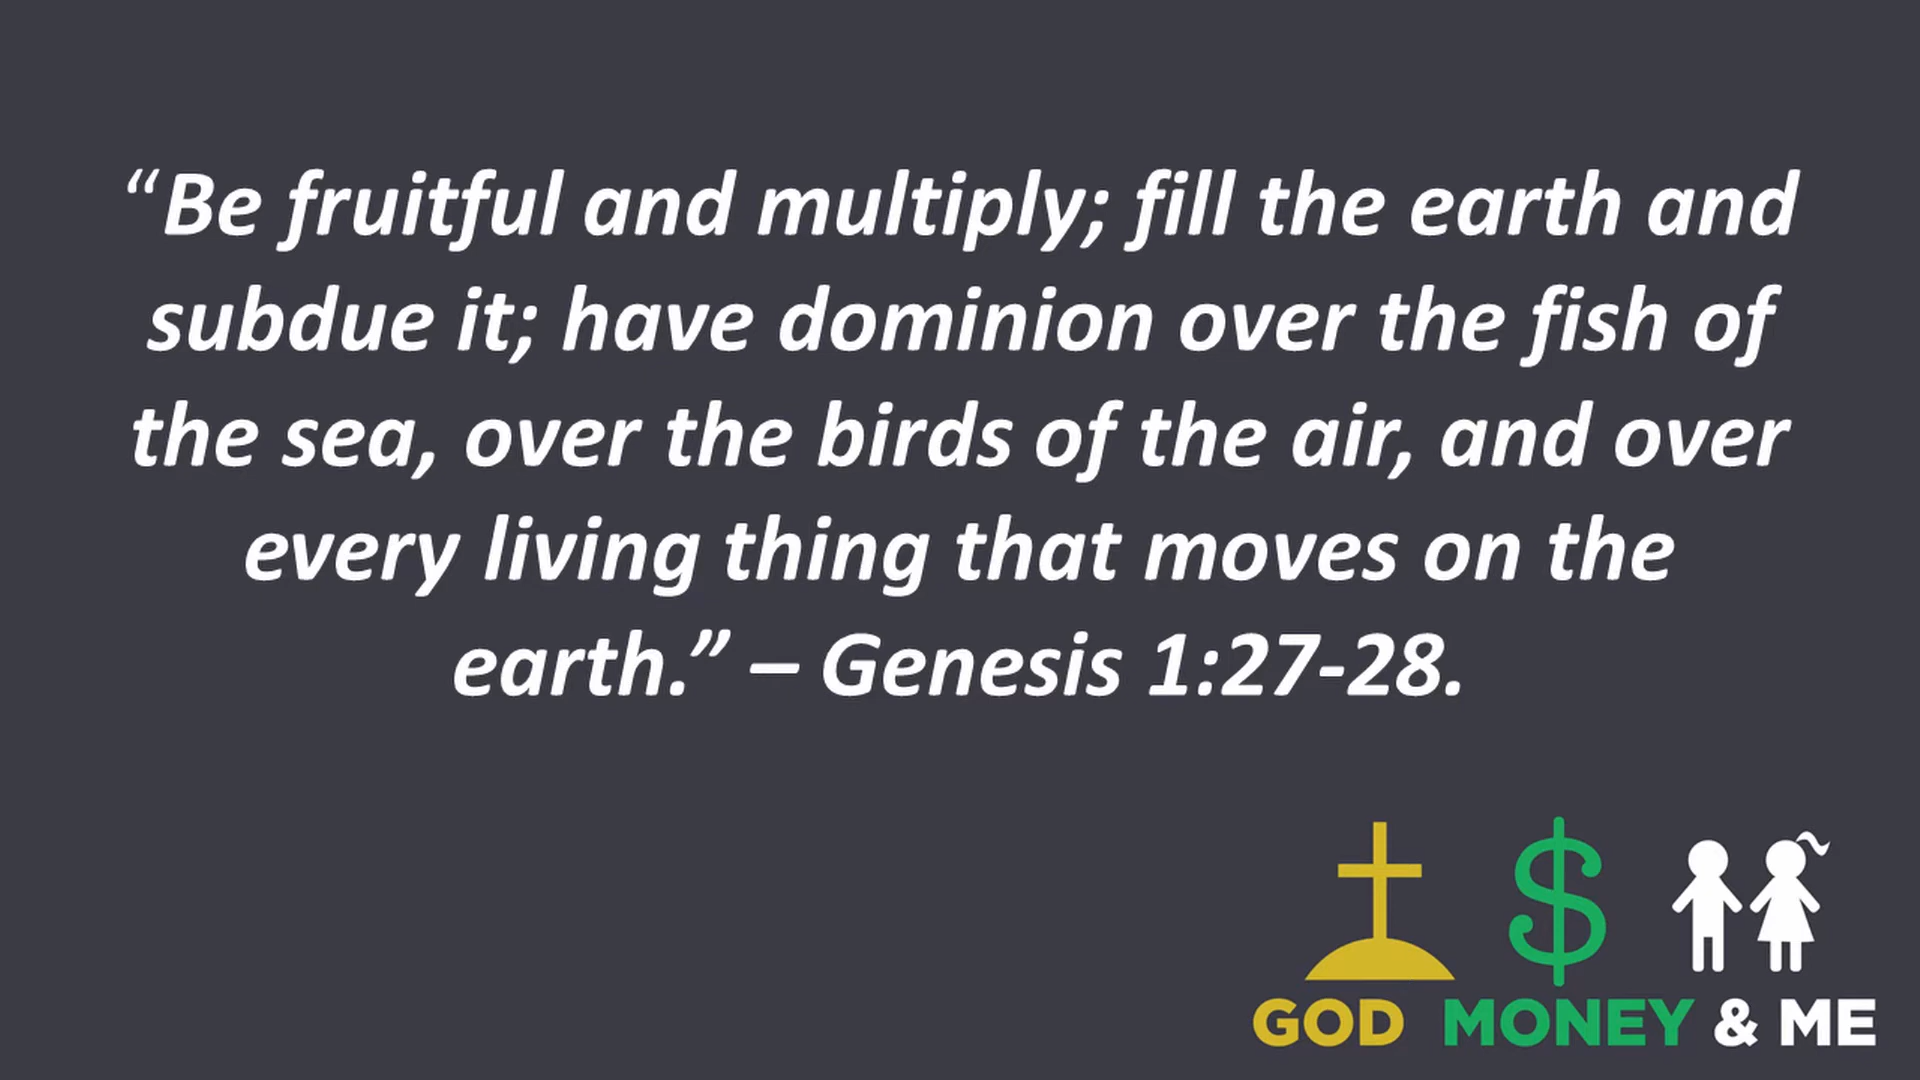 “Be fruitful and multiply; fill the earth and
subdue it; have dominion over the fish of
the sea, over the birds of the air, and over
every living thing that moves on the
earth.” – Genesis 1:27-28.
$
GOD MONEY & ME